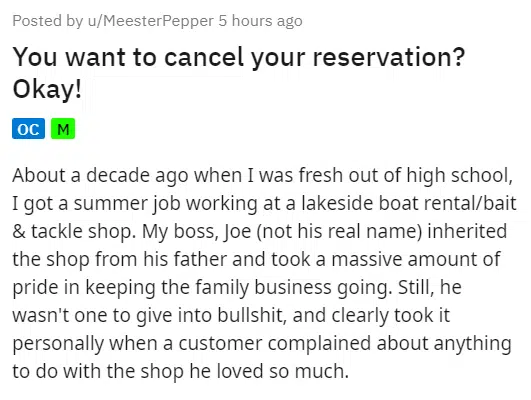 Posted by u/MeesterPepper 5 hours ago
You want to cancel your reservation?
Okay!
OC M
About a decade ago when I was fresh out of high school,
I got a summer job working at a lakeside boat rental/bait
& tackle shop. My boss, Joe (not his real name) inherited
the shop from his father and took a massive amount of
pride in keeping the family business going. Still, he
wasn't one to give into bullshit, and clearly took it
personally when a customer complained about anything
to do with the shop he loved so much.